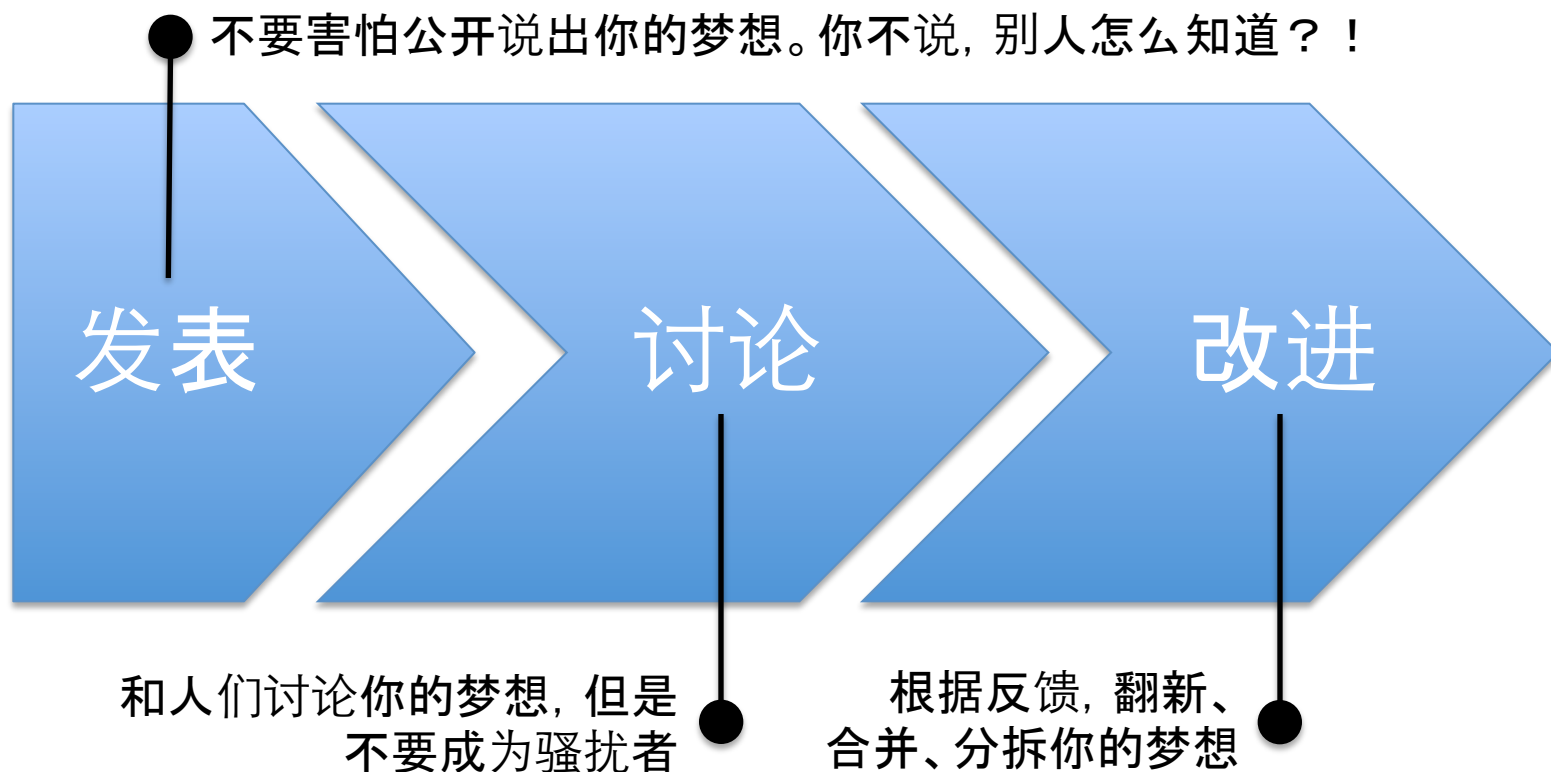 不要害怕公开说出你的梦想。你不说，别人怎么知道？！
发表
讨论
改进
和人们讨论你的梦想，但是
不要成为骚扰者
根据反馈，翻新、
合并、分拆你的梦想